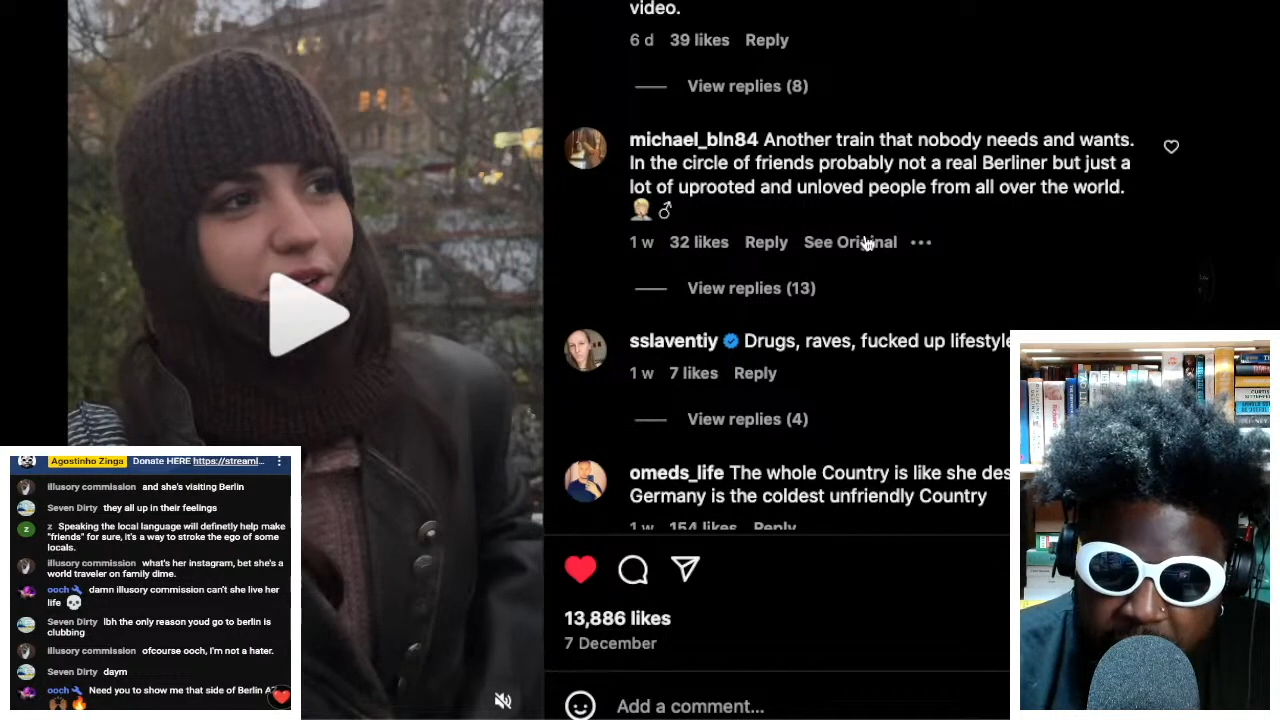 video.
6 d 39 likes Reply
View replies (8)
michael_bln84 Another train that nobody needs and wants.
In the circle of friends probably not a real Berliner but just a
lot of uprooted and unloved people from all over the world.
🤦🏼♂
1 w 32 likes Reply See Original •••
View replies (13)
sslaventiy Drugs, raves, fucked up lifestyle
1 w 7 likes Reply
View replies (4)
omeds_life The whole Country is like she des
Germany is the coldest unfriendly Country
1 w 154 likes Reply
13,886 likes
7 December
Add a comment...
Agostinho Zinga Donate HERE https://streaml...
illusory commission and she's visiting Berlin
Seven Dirty they all up in their feelings
z Speaking the local language will definetly help make
"friends" for sure, it's a way to stroke the ego of some
locals.
illusory commission what's her instagram, bet she's a
world traveler on family dime.
ooch damn illusory commission can't she live her
life 💀
Seven Dirty lbh the only reason youd go to berlin is
clubbing
illusory commission ofcourse ooch, I'm not a hater.
Seven Dirty daym
ooch Need you to show me that side of Berlin